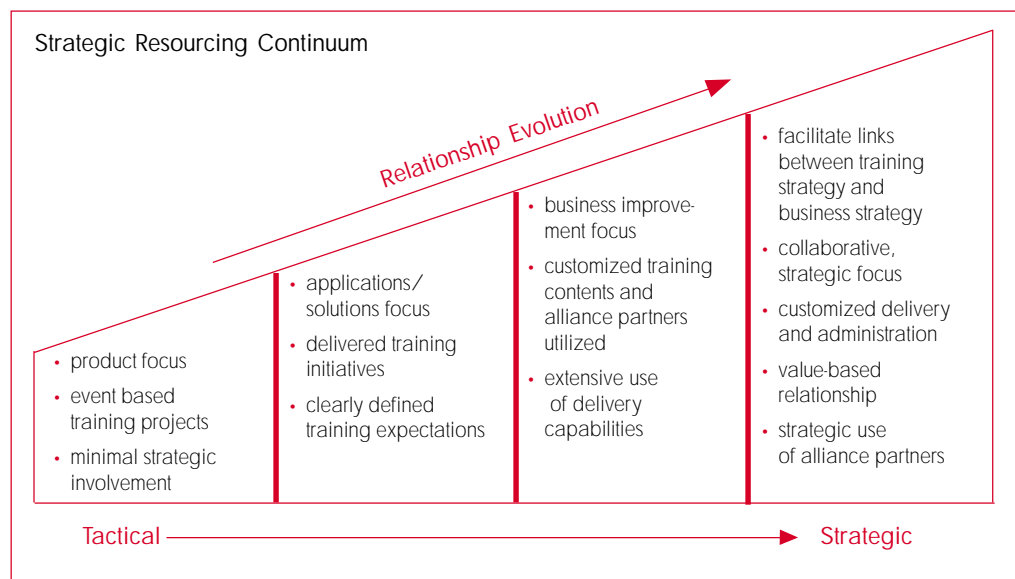 Strategic Resourcing Continuum
Relationship Evolution
• product focus
• event based
training projects
• minimal strategic
involvement
• applications/
solutions focus
• delivered training
initiatives
• clearly defined
training expectations
• business improve-
ment focus
• customized training
contents and
alliance partners
utilized
• extensive use
of delivery
capabilities
• facilitate links
between training
strategy and
business strategy
• collaborative,
strategic focus
• customized delivery
and administration
• value-based
relationship
• strategic use
of alliance partners
Tactical
Strategic